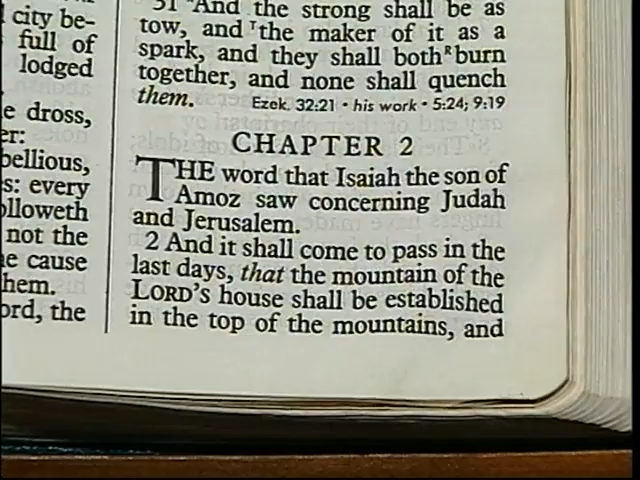 city be-
full of
lodged
e dross,
er:
bellious,
s: every
olloweth
not the
e cause
hem.
ord, the
31 And the strong shall be as
tow, and the maker of it as a
spark, and they shall both burn
together, and none shall quench
them. Ezek. 32:21 • his work • 5:24; 9:19
CHAPTER 2
THE word that Isaiah the son of
Amoz saw concerning Judah
and Jerusalem.
2 And it shall come to pass in the
last days, that the mountain of the
LORD'S house shall be established
in the top of the mountains, and